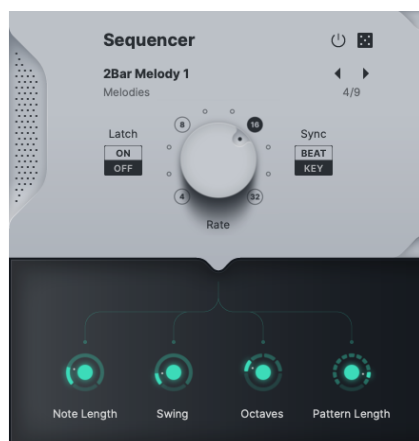 Sequencer
2Bar Melody 1
Melodies
4/9
8
16
Latch
Sync
ON
OFF
BEAT
KEY
4
32
Rate
Note Length
Swing
Octaves
Pattern Length